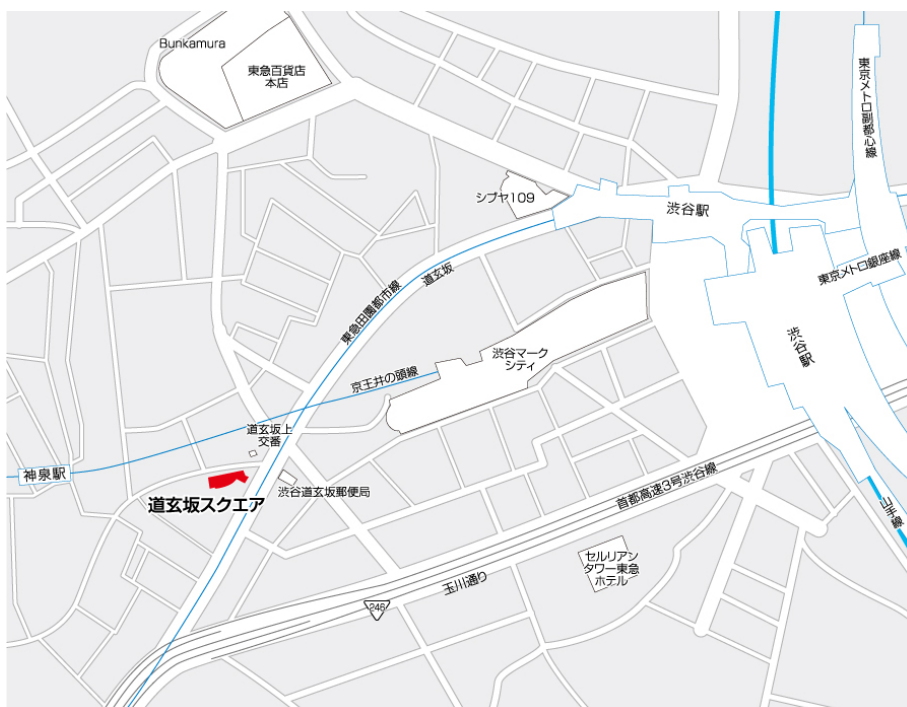 Bunkamura
東急百貨店
本店
東京メトロ副都心線
シブヤ109
渋谷駅
道玄坂
東急田園都市線
東京メトロ銀座線
渋谷駅
渋谷マーク
シティ
京王井の頭線
道玄坂上
交番
神泉駅
道玄坂スクエア
渋谷道玄坂郵便局
首都高速3号渋谷線
山手線
セルリアン
タワー東急
ホテル
玉川通り
246